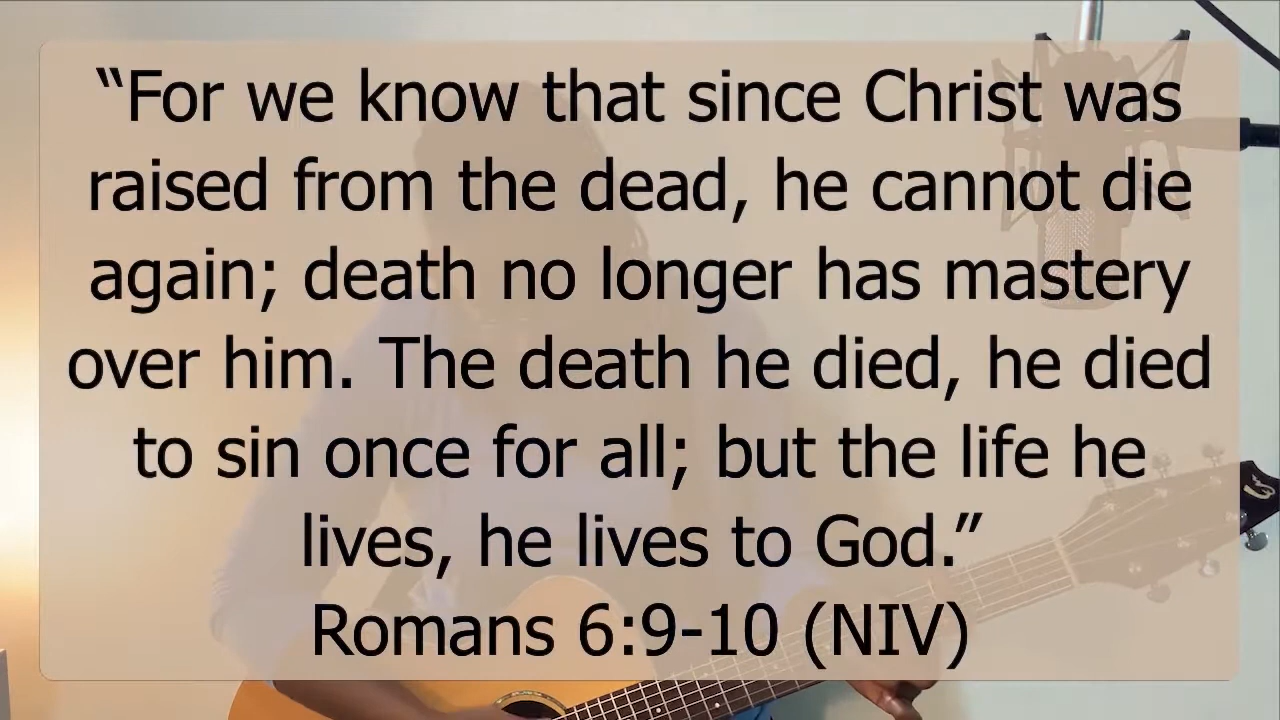 “For we know that since Christ was
raised from the dead, he cannot die
again; death no longer has mastery
over him. The death he died, he died
to sin once for all; but the life he
lives, he lives to God.”
Romans 6:9-10 (NIV)